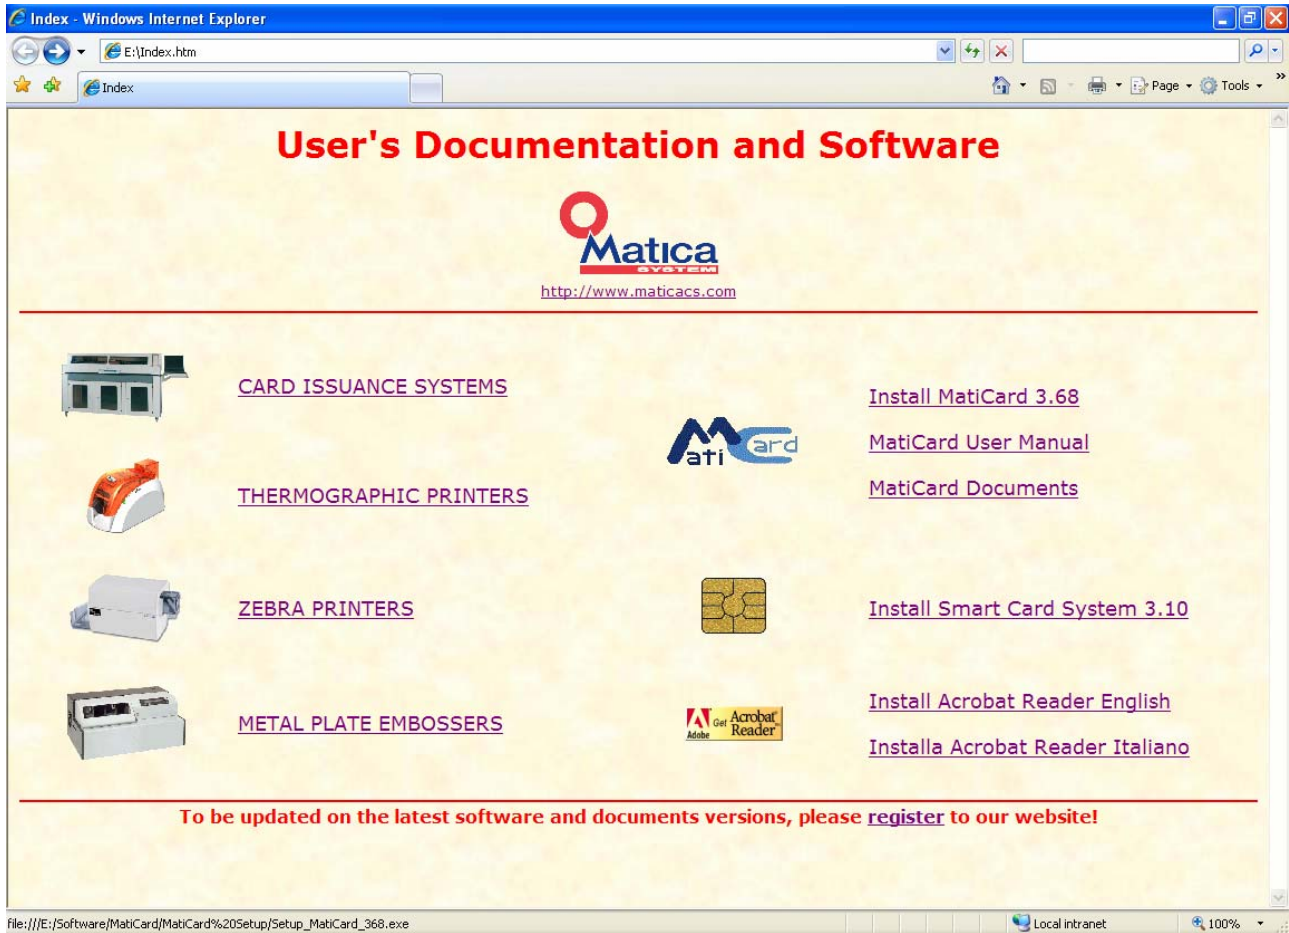 Index - Windows Internet Explorer
E:\Index.htm
Index
Page
Tools
»
User's Documentation and Software
Matica
SYSTEM
http://www.maticacs.com
CARD ISSUANCE SYSTEMS
THERMOGRAPHIC PRINTERS
ZEBRA PRINTERS
METAL PLATE EMBOSSERS
Mati Card
Install MatiCard 3.68
MatiCard User Manual
MatiCard Documents
Install Smart Card System 3.10
Adobe
Get Acrobat
Reader
Install Acrobat Reader English
Installa Acrobat Reader Italiano
To be updated on the latest software and documents versions, please register to our website!
file:///E:/Software/MatiCard/MatiCard%20Setup/Setup_MatiCard_368.exe
Local intranet
100%